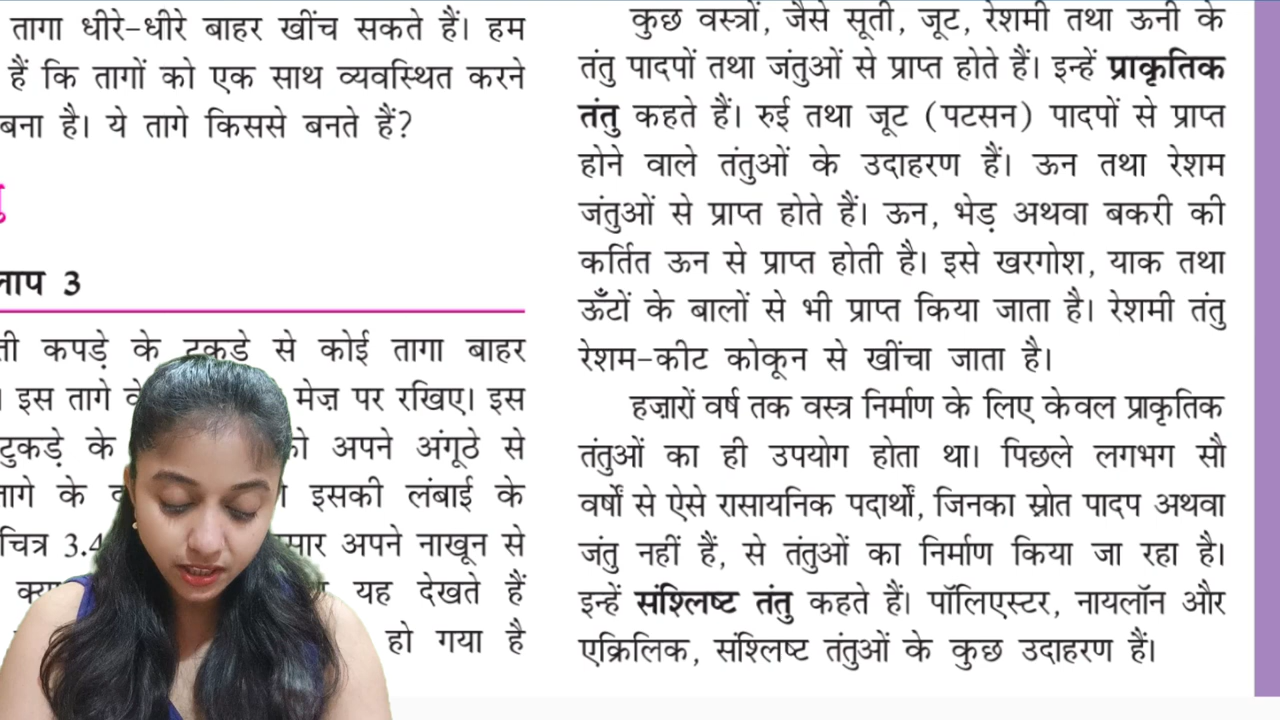 तागा धीरे-धीरे बाहर खींच सकते हैं। हम
हैं कि तागों को एक साथ व्यवस्थित करने
बना है। ये तागे किससे बनते हैं?
लाप 3
ती कपड़े के टुकड़े से कोई तागा बाहर
। इस तागे मेज़ पर रखिए। इस
टुकड़े के को अपने अंगूठे से
तागे के इसकी लंबाई के
चित्र 3.4 सार अपने नाखून से
यह देखते हैं
हो गया है
कुछ वस्त्रों, जैसे सूती, जूट, रेशमी तथा ऊनी के
तंतु पादपों तथा जंतुओं से प्राप्त होते हैं। इन्हें प्राकृतिक
तंतु कहते हैं। रुई तथा जूट (पटसन) पादपों से प्राप्त
होने वाले तंतुओं के उदाहरण हैं। ऊन तथा रेशम
जंतुओं से प्राप्त होते हैं। ऊन, भेड़ अथवा बकरी की
कर्तित ऊन से प्राप्त होती है। इसे खरगोश, याक तथा
ऊँटों के बालों से भी प्राप्त किया जाता है। रेशमी तंतु
रेशम-कीट कोकून से खींचा जाता है।
हज़ारों वर्ष तक वस्त्र निर्माण के लिए केवल प्राकृतिक
तंतुओं का ही उपयोग होता था। पिछले लगभग सौ
वर्षों से ऐसे रासायनिक पदार्थों, जिनका स्रोत पादप अथवा
जंतु नहीं हैं, से तंतुओं का निर्माण किया जा रहा है।
इन्हें संश्लिष्ट तंतु कहते हैं। पॉलिएस्टर, नायलॉन और
एक्रिलिक, संश्लिष्ट तंतुओं के कुछ उदाहरण हैं।